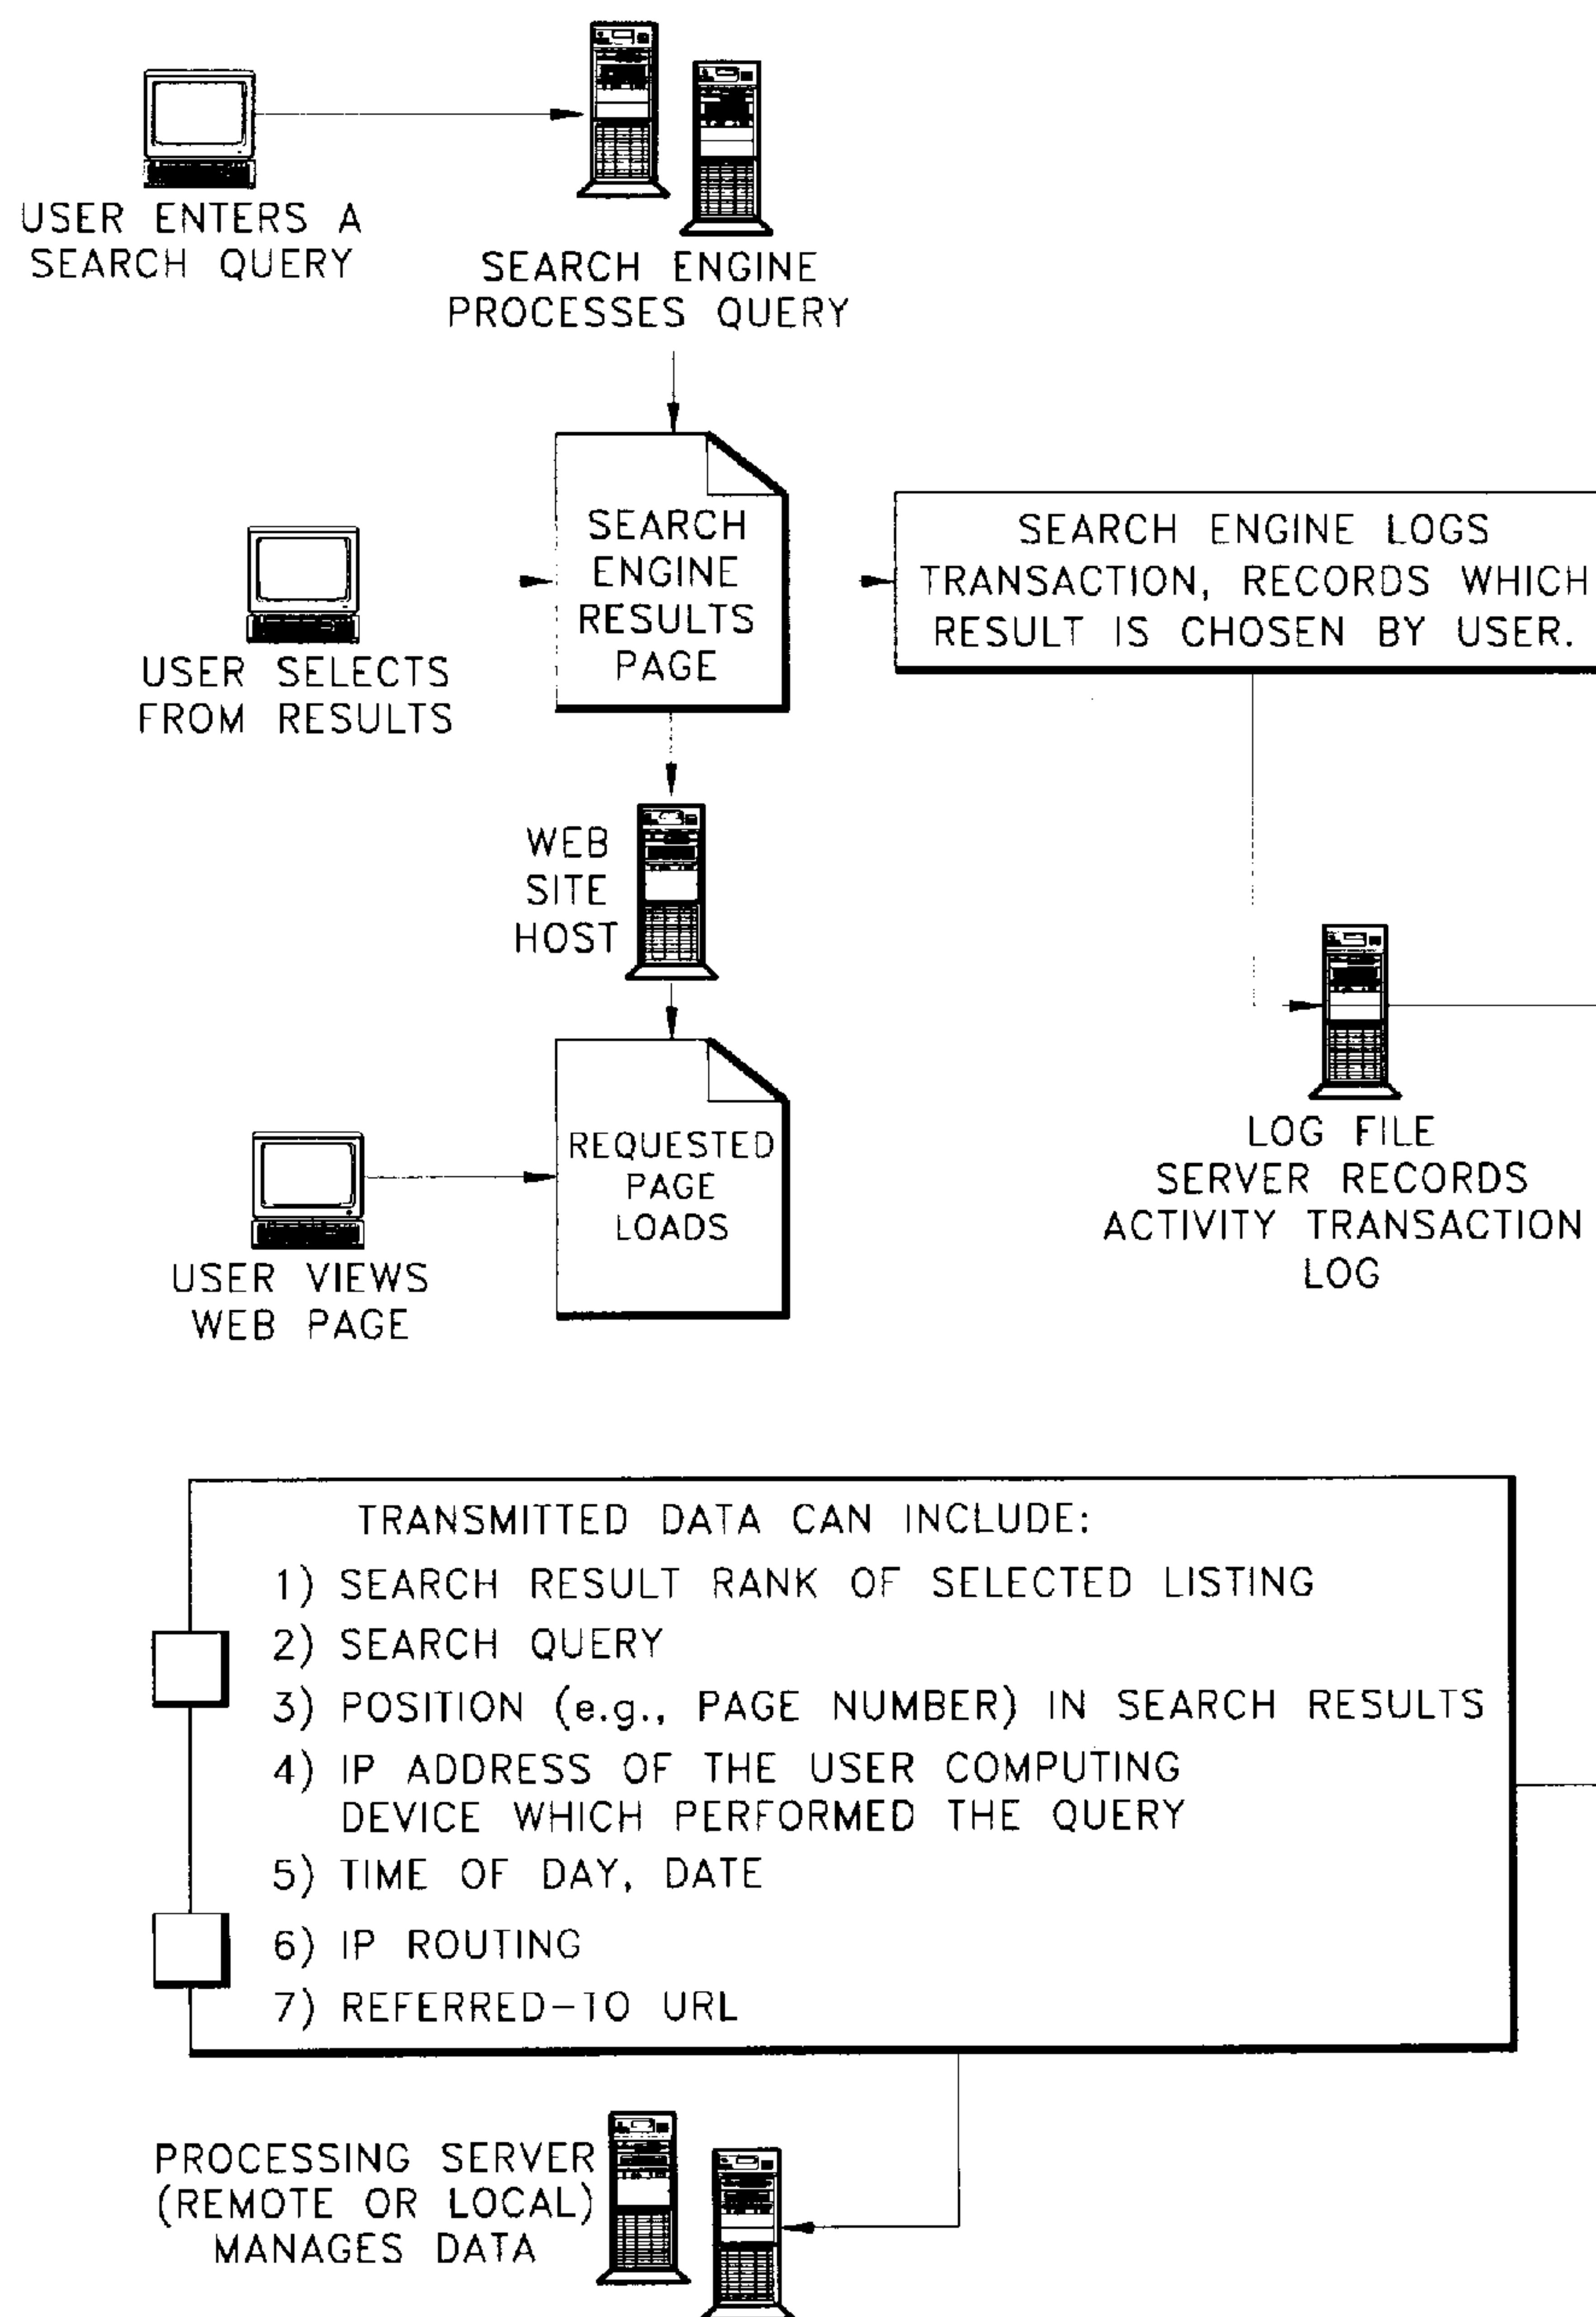 USER ENTERS A
SEARCH QUERY
SEARCH ENGINE
PROCESSES QUERY
SEARCH
ENGINE
RESULTS
PAGE
SEARCH ENGINE LOGS
TRANSACTION, RECORDS WHICH
RESULT IS CHOSEN BY USER.
USER SELECTS
FROM RESULTS
WEB
SITE
HOST
REQUESTED
PAGE
LOADS
LOG FILE
SERVER RECORDS
ACTIVITY TRANSACTION
LOG
USER VIEWS
WEB PAGE
TRANSMITTED DATA CAN INCLUDE:
1) SEARCH RESULT RANK OF SELECTED LISTING
2) SEARCH QUERY
3) POSITION (e.g., PAGE NUMBER) IN SEARCH RESULTS
4) IP ADDRESS OF THE USER COMPUTING
DEVICE WHICH PERFORMED THE QUERY
5) TIME OF DAY, DATE
6) IP ROUTING
7) REFERRED-TO URL
PROCESSING SERVER
(REMOTE OR LOCAL)
MANAGES DATA